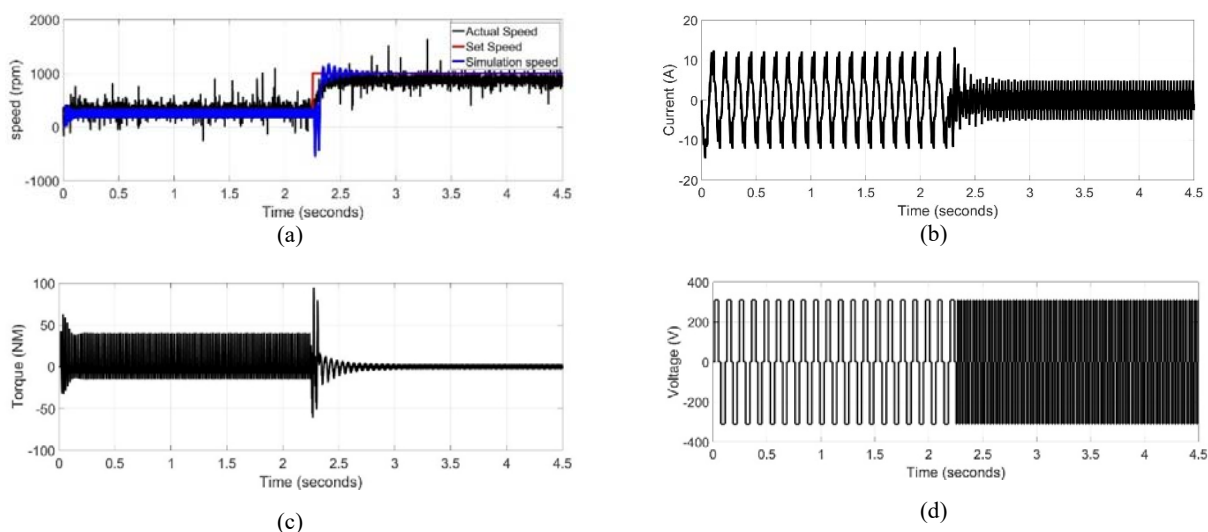 2000
1000
0
-1000
speed (rpm)
Actual Speed
Set Speed
Simulation speed
0 0.5 1 1.5 2 2.5 3 3.5 4 4.5
Time (seconds)
(a)
20
10
0
-10
-20
Current (A)
0 0.5 1 1.5 2 2.5 3 3.5 4 4.5
Time (seconds)
(b)
100
50
0
-50
-100
Torque (NM)
0 0.5 1 1.5 2 2.5 3 3.5 4 4.5
Time (seconds)
(c)
400
200
0
-200
-400
Voltage (V)
0 0.5 1 1.5 2 2.5 3 3.5 4 4.5
Time (seconds)
(d)